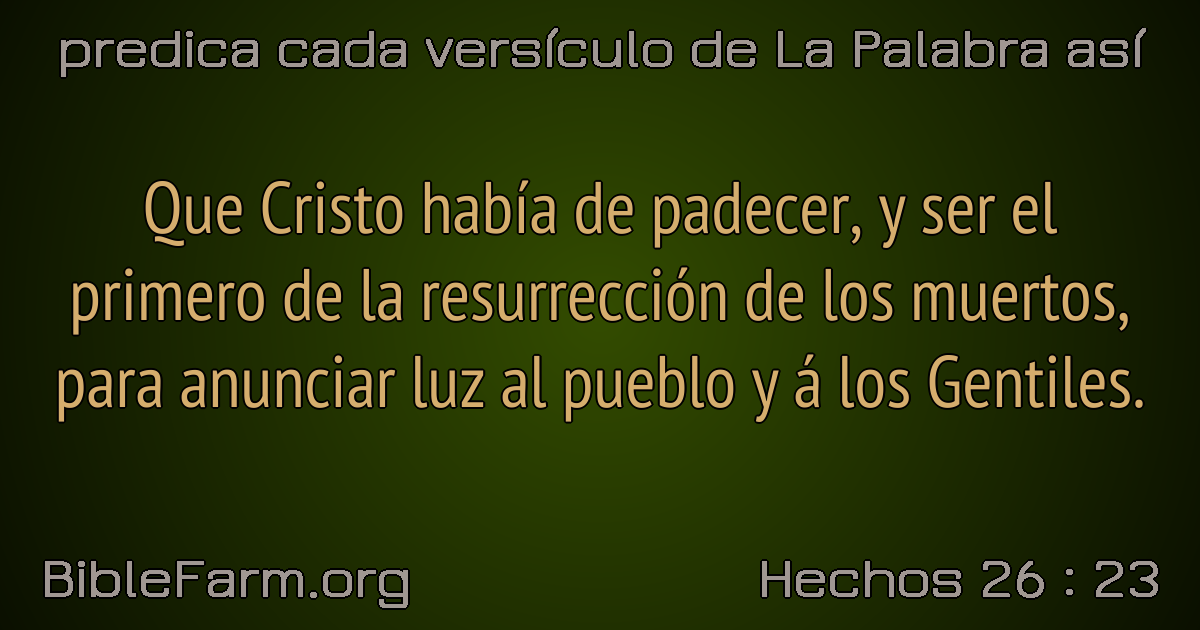 predica cada versículo de La Palabra así
Que Cristo había de padecer, y ser el
primero de la resurrección de los muertos,
para anunciar luz al pueblo y á los Gentiles.
BibleFarm.org
Hechos 26 : 23